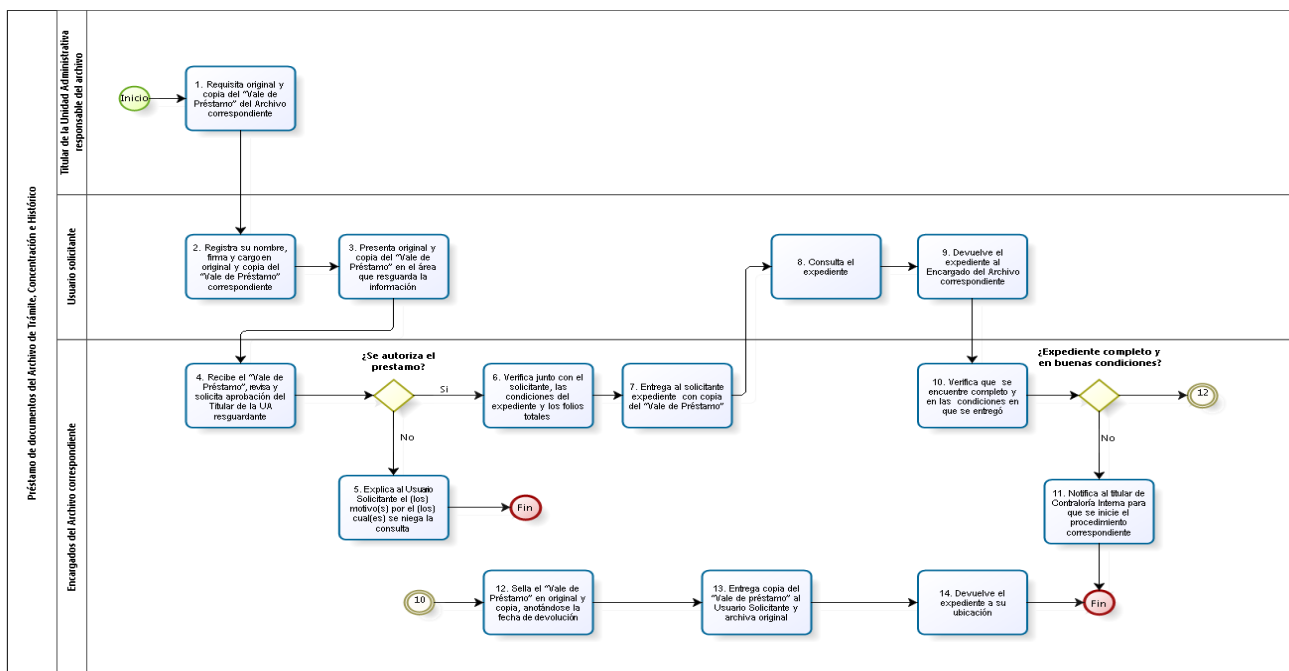 Préstamo de documentos del Archivo de Trámite, Concentración e Histórico
Titular de la Unidad Administrativa
responsable del archivo
Inicio
1. Requisita original y
copia del "Vale de
Préstamo" del Archivo
correspondiente
Usuario solicitante
2. Registra su nombre,
firma y cargo en
original y copia del
"Vale de Préstamo"
correspondiente
3. Presenta original y
copia del "Vale de
Préstamo" en el área
que resguarda la
información
8. Consulta el
expediente
9. Devuelve el
expediente al
Encargado del Archivo
correspondiente
Encargados del Archivo correspondiente
4. Recibe el "Vale de
Préstamo", revisa y
solicita aprobación del
Titular de la UA
resguardante
¿Se autoriza el
prestamo?
Si
No
5. Explica al Usuario
Solicitante el (los)
motivo(s) por el (los)
cual(es) se niega la
consulta
Fin
6. Verifica junto con el
solicitante, las
condiciones del
expediente y los folios
totales
7. Entrega al solicitante
expediente con copia
del "Vale de Préstamo"
10. Verifica que se
encuentre completo y
en las condiciones en
que se entregó
¿Expediente completo y
en buenas condiciones?
12
No
11. Notifica al titular de
Contraloría Interna para
que se inicie el
procedimiento
correspondiente
10
12. Sella el "Vale de
Préstamo" en original y
copia, anotándose la
fecha de devolución
13. Entrega copia del
"Vale de préstamo" al
Usuario Solicitante y
archiva original
14. Devuelve el
expediente a su
ubicación
Fin